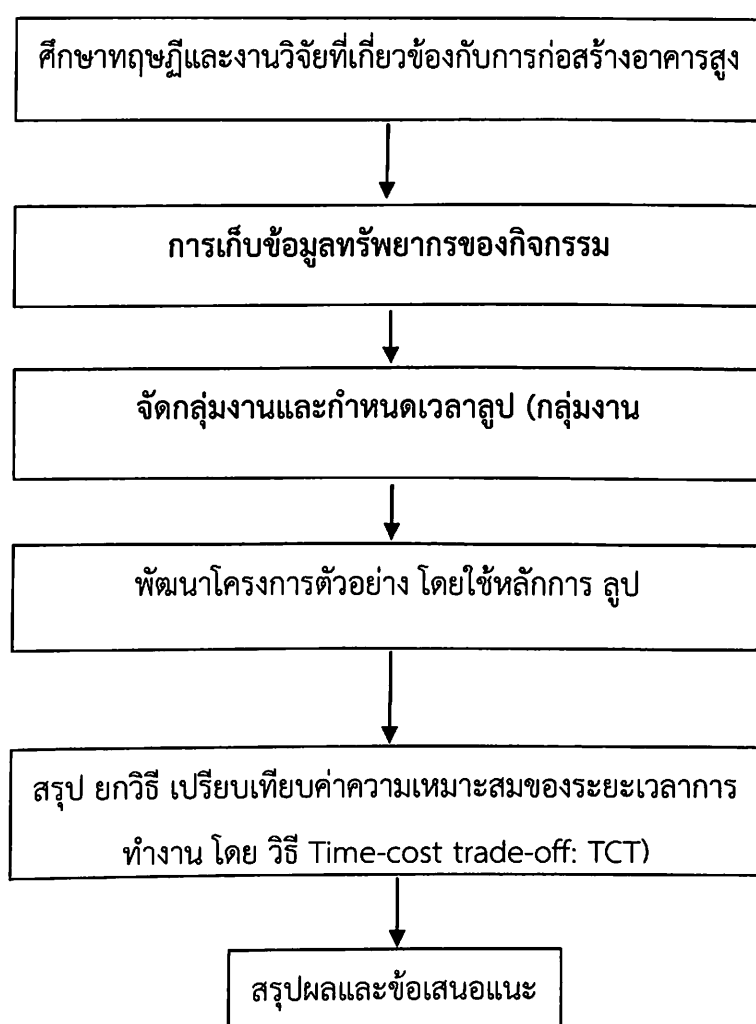 ศึกษาทฤษฎีและงานวิจัยที่เกี่ยวข้องกับการก่อสร้างอาคารสูง
การเก็บข้อมูลทรัพยากรของกิจกรรม
จัดกลุ่มงานและกำหนดเวลาลูป (กลุ่มงาน
พัฒนาโครงการตัวอย่าง โดยใช้หลักการ ลูป
สรุป ยกวิธี เปรียบเทียบค่าความเหมาะสมของระยะเวลาการ
ทำงาน โดย วิธี Time-cost trade-off: TCT)
สรุปผลและข้อเสนอแนะ